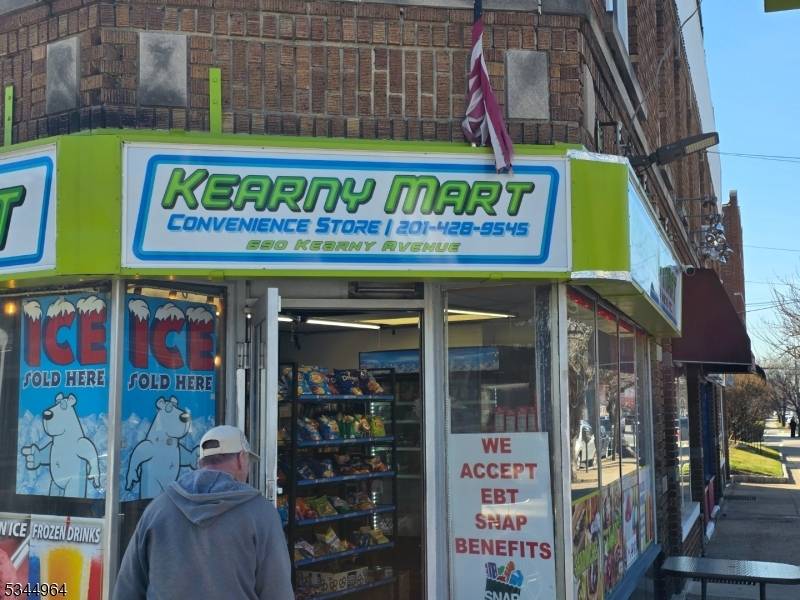 KEARNY MART
CONVENIENCE STORE | 201-428-9545
690 KEARNY AVENUE
ICE
SOLD HERE
ICE
SOLD HERE
WE
ACCEPT
EBT
SNAP
BENEFITS
SNAP
N ICE
FROZEN DRINKS
5344964